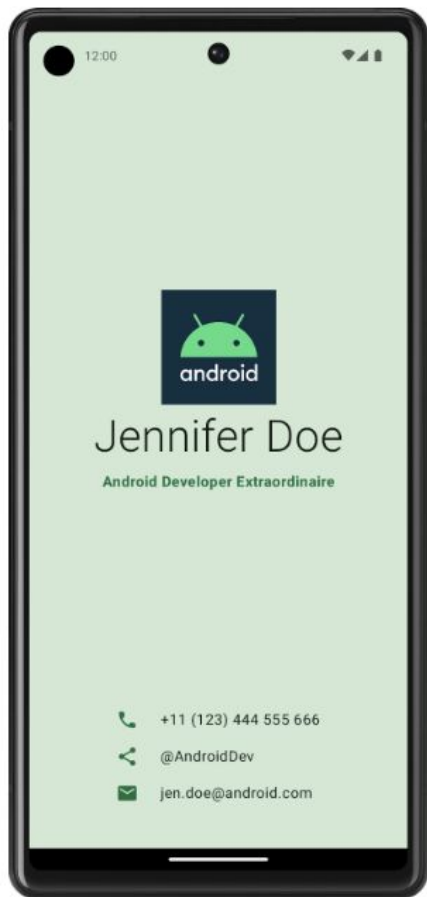 12:00
android
Jennifer Doe
Android Developer Extraordinaire
+11 (123) 444 555 666
@AndroidDev
jen.doe@android.com